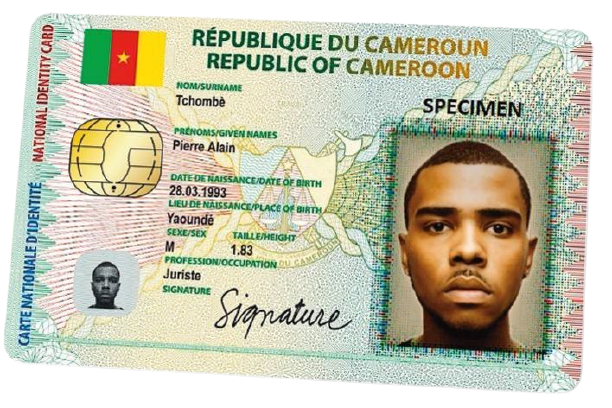 RÉPUBLIQUE DU CAMEROUN
REPUBLIC OF CAMEROON
NATIONAL IDENTITY CARD
CARTE NATIONALE D'IDENTITÉ
NOM/SURNAME
Tchombè
SPECIMEN
PRÉNOMS/GIVEN NAMES
Pierre Alain
DATE DE NAISSANCE/DATE OF BIRTH
28.03.1993
LIEU DE NAISSANCE/PLACE OF BIRTH
Yaoundé
SEXE/SEX TAILLE/HEIGHT
M 1.83
PROFESSION/OCCUPATION
Juriste
SIGNATURE
Signature